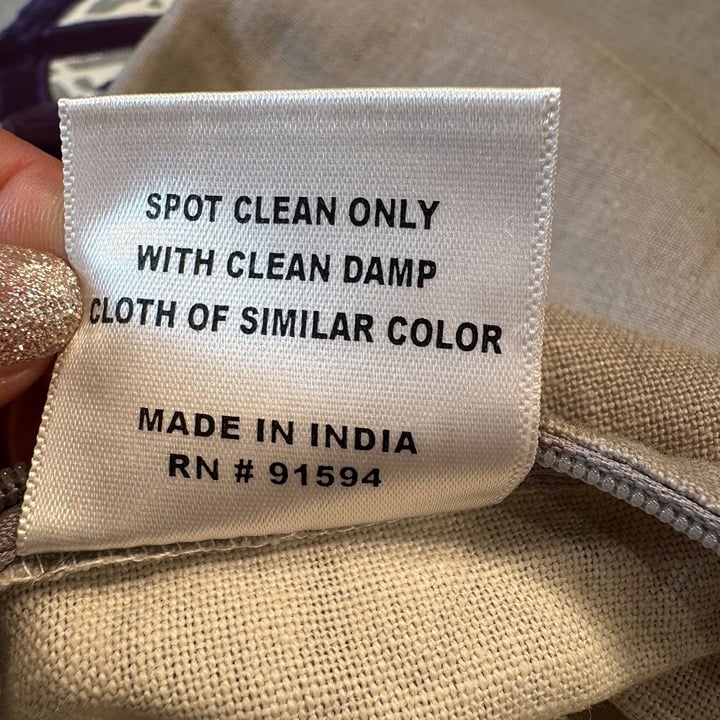 SPOT CLEAN ONLY
WITH CLEAN DAMP
CLOTH OF SIMILAR COLOR
MADE IN INDIA
RN # 91594